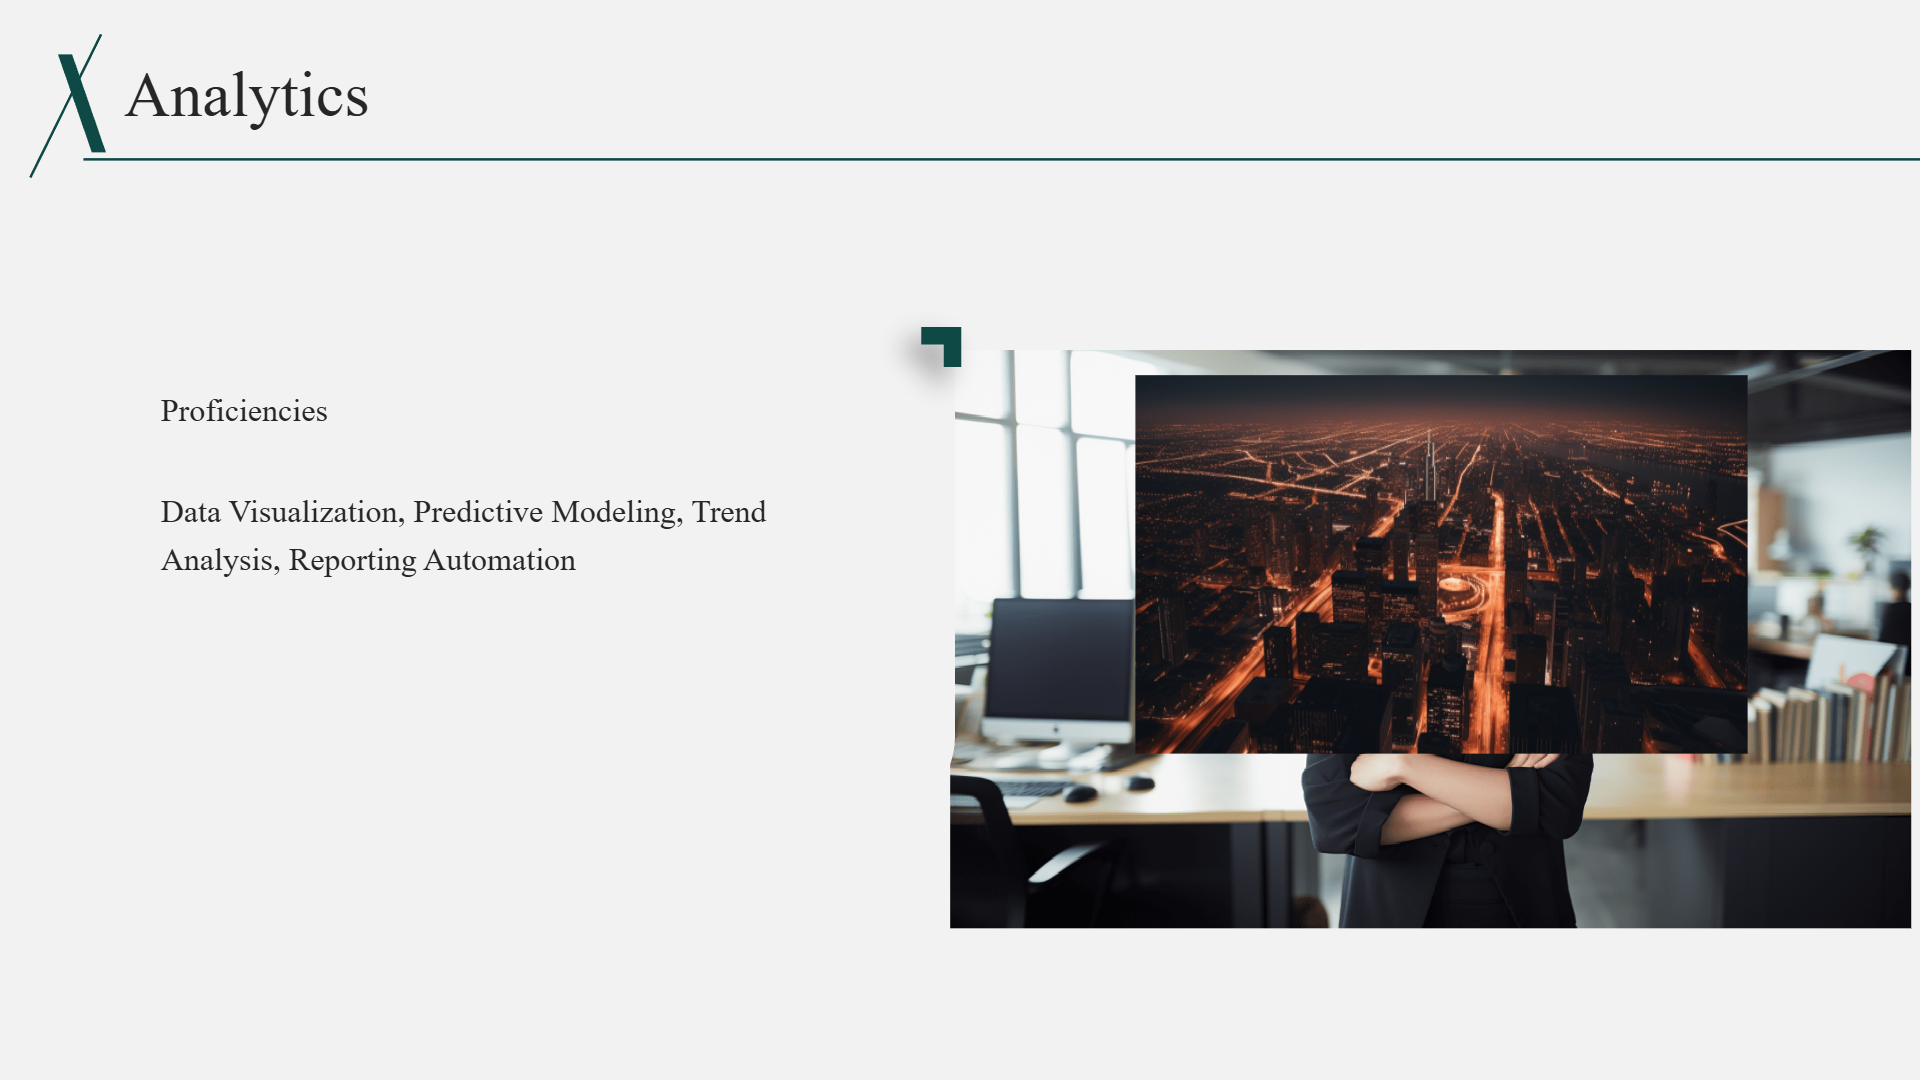 Analytics
Proficiencies
Data Visualization, Predictive Modeling, Trend
Analysis, Reporting Automation